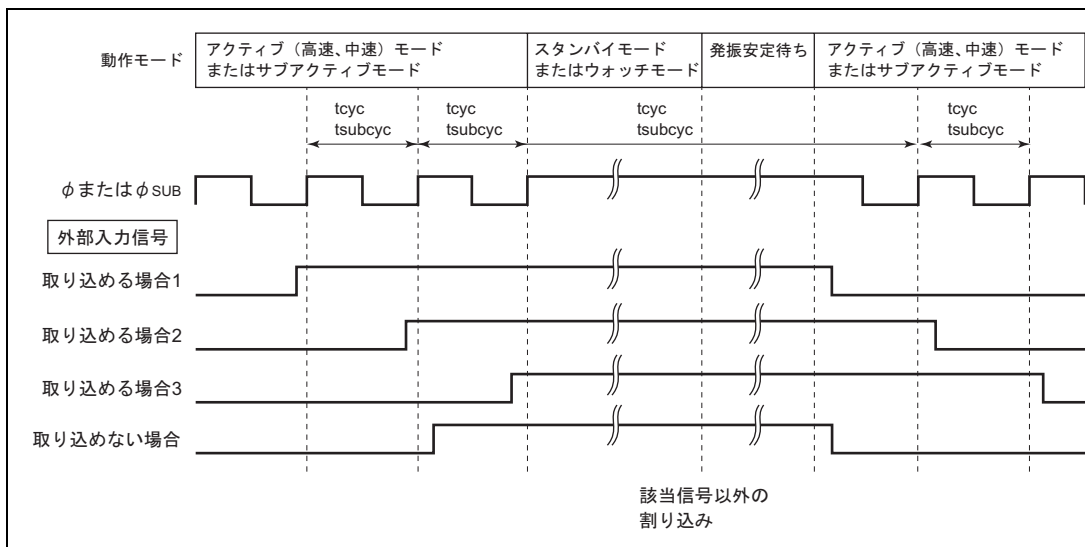 動作モード
アクティブ（高速、中速）モード
またはサブアクティブモード
スタンバイモード
またはウォッチモード
発振安定待ち
アクティブ（高速、中速）モード
またはサブアクティブモード
tcyc
tsubcyc
tcyc
tsubcyc
tcyc
tsubcyc
tcyc
tsubcyc
φまたはφSUB
外部入力信号
取り込める場合1
取り込める場合2
取り込める場合3
取り込めない場合
該当信号以外の
割り込み